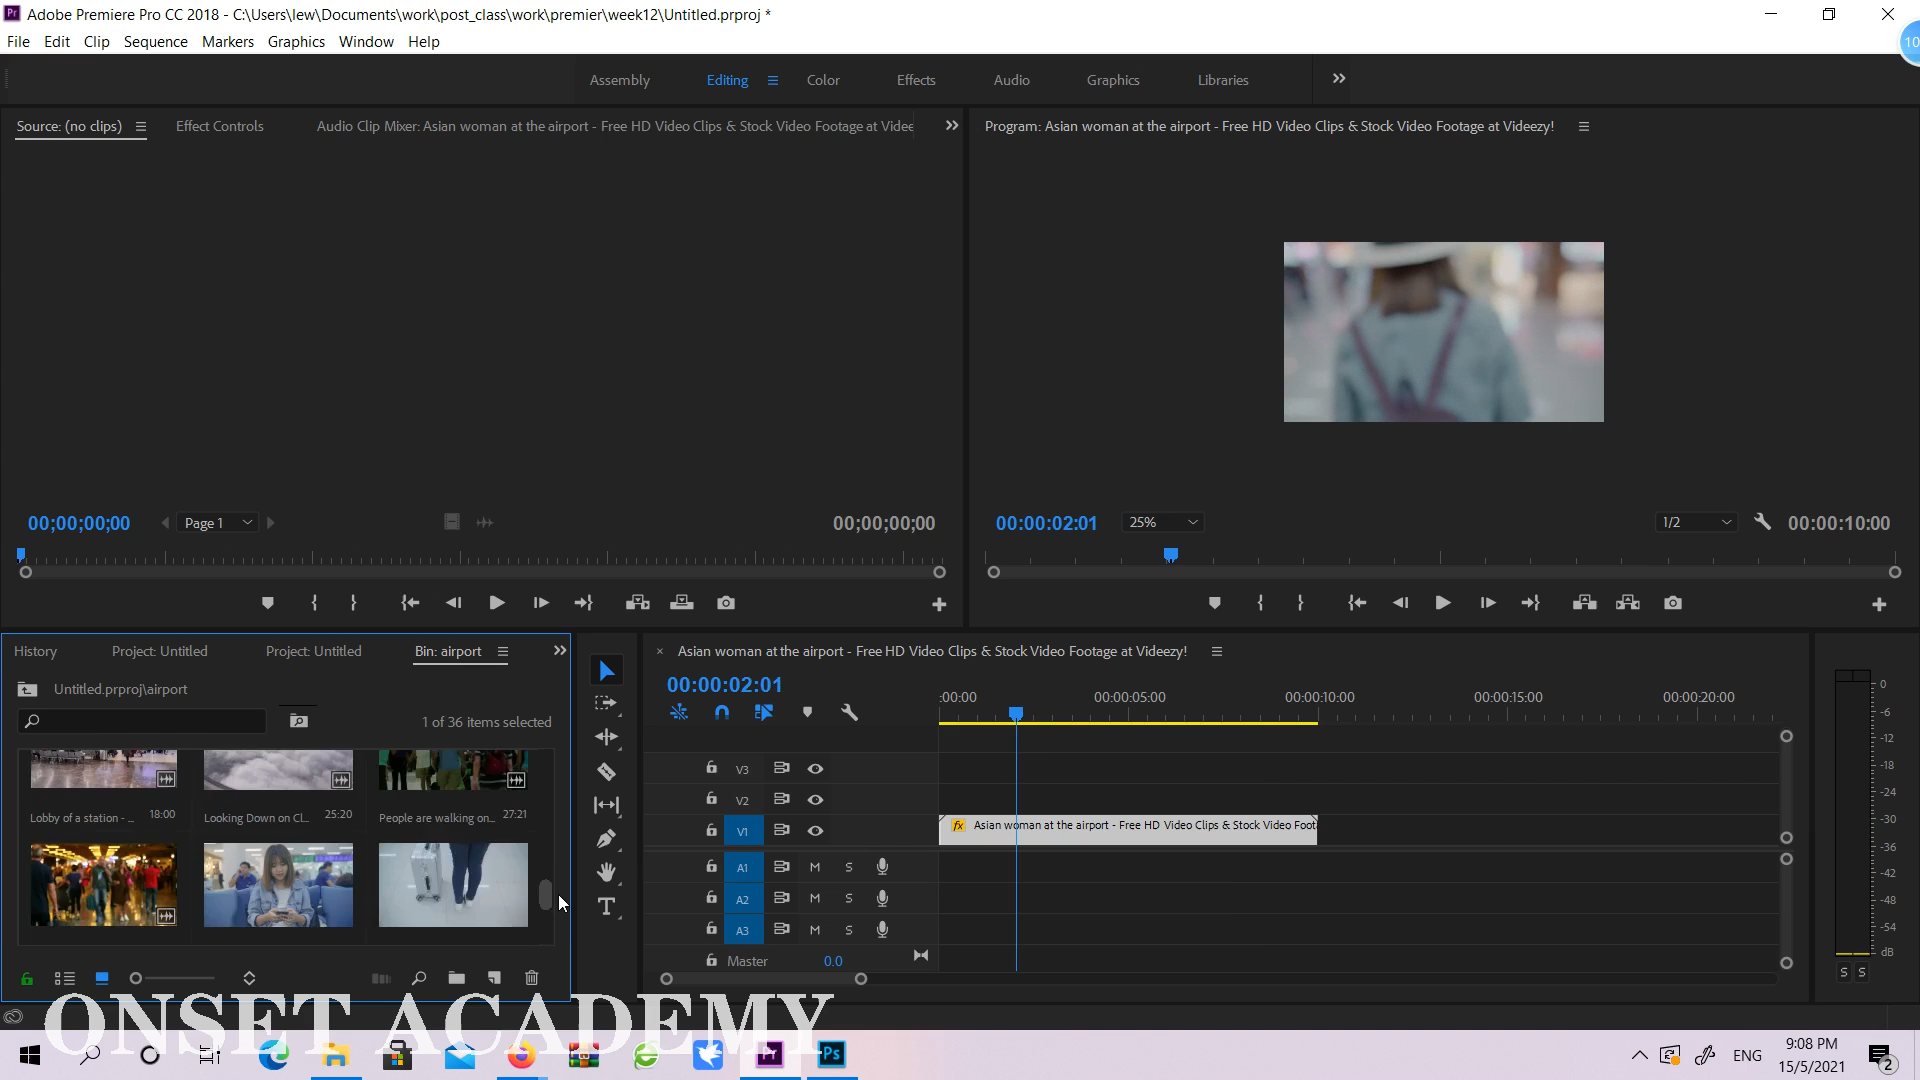 Pr Adobe Premiere Pro CC 2018 - C:\Users\lew\Documents\work\post_class\work\premier\week12\Untitled.prproj *
10
File Edit Clip Sequence Markers Graphics Window Help
Assembly Editing Color Effects Audio Graphics Libraries
Source: (no clips) Effect Controls Audio Clip Mixer: Asian woman at the airport - Free HD Video Clips & Stock Video Footage at Videe
Program: Asian woman at the airport - Free HD Video Clips & Stock Video Footage at Videezy!
00;00;00;00 Page 1 00;00;00;00
00:00:02:01 25% 1/2 00:00:10:00
History Project: Untitled Project: Untitled Bin: airport
Untitled.prproj\airport
1 of 36 items selected
Lobby of a station - ... 18:00 Looking Down on Cl... 25:20 People are walking on... 27:21
× Asian woman at the airport - Free HD Video Clips & Stock Video Footage at Videezy!
00:00:02:01
:00:00 00:00:05:00 00:00:10:00 00:00:15:00 00:00:20:00
V3
V2
V1 fx Asian woman at the airport - Free HD Video Clips & Stock Video Foot
A1 M S
A2 M S
A3 M S
Master 0.0
0
-6
-12
-18
-24
-30
-36
-42
-48
-54
dB
S S
ONSET ACADEMY
Pr Ps
ENG
9:08 PM
15/5/2021
2